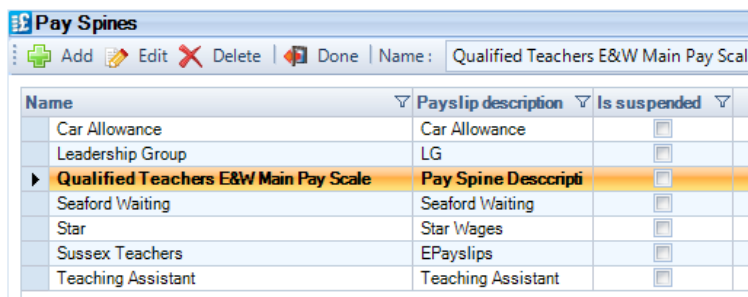 Pay Spines
Add Edit Delete Done Name : Qualified Teachers E&W Main Pay Scal
Name Payslip description Is suspended
Car Allowance Car Allowance
Leadership Group LG
Qualified Teachers E&W Main Pay Scale Pay Spine Desccripti
Seaford Waiting Seaford Waiting
Star Star Wages
Sussex Teachers EPayslips
Teaching Assistant Teaching Assistant